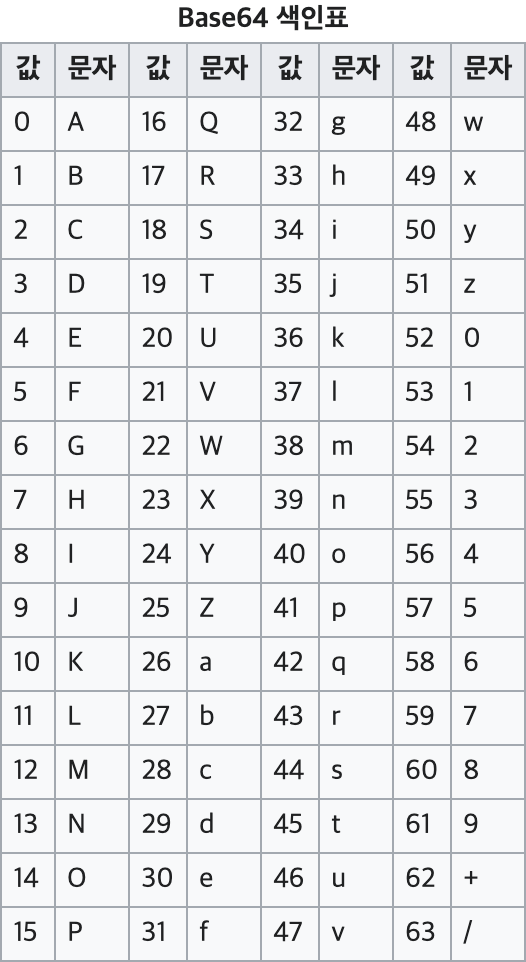 Base64 색인표
값 문자 값 문자 값 문자 값 문자
0 A 16 Q 32 g 48 w
1 B 17 R 33 h 49 x
2 C 18 S 34 i 50 y
3 D 19 T 35 j 51 z
4 E 20 U 36 k 52 0
5 F 21 V 37 l 53 1
6 G 22 W 38 m 54 2
7 H 23 X 39 n 55 3
8 I 24 Y 40 o 56 4
9 J 25 Z 41 p 57 5
10 K 26 a 42 q 58 6
11 L 27 b 43 r 59 7
12 M 28 c 44 s 60 8
13 N 29 d 45 t 61 9
14 O 30 e 46 u 62 +
15 P 31 f 47 v 63 /